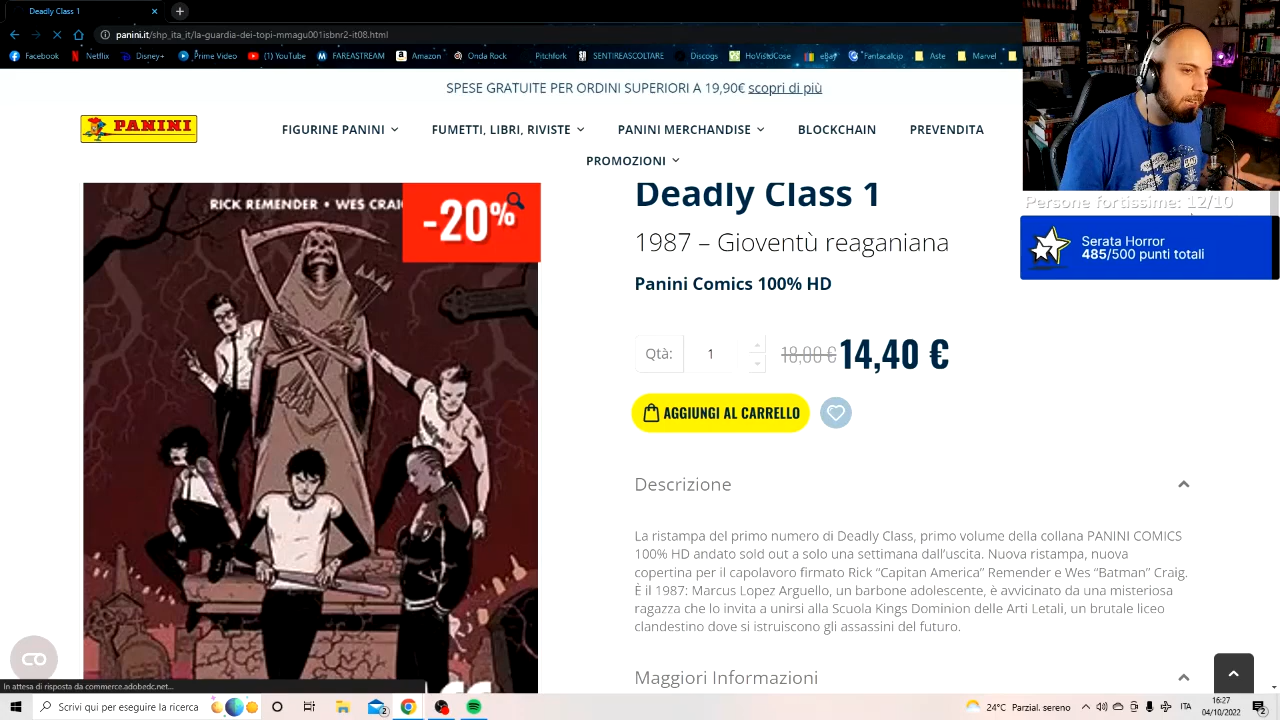 Deadly Class 1
panini.it/shp_ita_it/la-guardia-dei-topi-mmagu001isbnr2-it08.html
Facebook
Netflix
Disney+
Prime Video
(1) YouTube
FAREASTREAM
Amazon
Onda Rock
Pitchfork
SENTIREASCOLTARE
Discogs
HoVistoCose
eBay
Fantacalcip
Aste
Marvel
SPESE GRATUITE PER ORDINI SUPERIORI A 19,90€ scopri di più
PANINI
FIGURINE PANINI
FUMETTI, LIBRI, RIVISTE
PANINI MERCHANDISE
BLOCKCHAIN
PREVENDITA
PROMOZIONI
RICK REMENDER • WES CRAIG
-20%
Deadly Class 1
1987 – Gioventù reaganiana
Panini Comics 100% HD
Qtà: 1
18,00 € 14,40 €
AGGIUNGI AL CARRELLO
Descrizione
La ristampa del primo numero di Deadly Class, primo volume della collana PANINI COMICS
100% HD andato sold out a solo una settimana dall'uscita. Nuova ristampa, nuova
copertina per il capolavoro firmato Rick “Capitan America” Remender e Wes “Batman” Craig.
È il 1987: Marcus Lopez Arguello, un barbone adolescente, è avvicinato da una misteriosa
ragazza che lo invita a unirsi alla Scuola Kings Dominion delle Arti Letali, un brutale liceo
clandestino dove si istruiscono gli assassini del futuro.
Maggiori Informazioni
Persone fortissime: 12/10
Serata Horror
485/500 punti totali
In attesa di risposta da commerce.adobedc.net...
Scrivi qui per eseguire la ricerca
24°C Parzial. sereno
ITA
16:27
04/10/2022
2